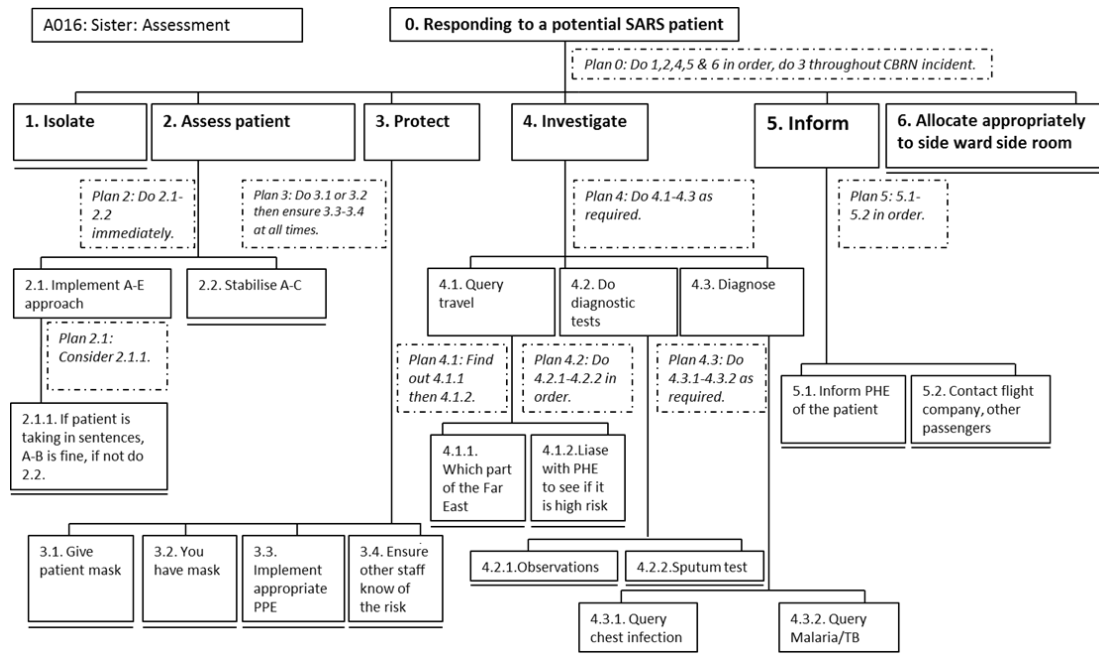 A016: Sister: Assessment
0. Responding to a potential SARS patient
Plan 0: Do 1,2,4,5 & 6 in order, do 3 throughout CBRN incident.
1. Isolate
2. Assess patient
3. Protect
4. Investigate
5. Inform
6. Allocate appropriately
to side ward side room
Plan 2: Do 2.1-
2.2
immediately.
Plan 3: Do 3.1 or 3.2
then ensure 3.3-3.4
at all times.
Plan 4: Do 4.1-4.3 as
required.
Plan 5: 5.1-
5.2 in order.
2.1. Implement A-E
approach
2.2. Stabilise A-C
4.1. Query
travel
4.2. Do
diagnostic
tests
4.3. Diagnose
Plan 2.1:
Consider 2.1.1.
Plan 4.1: Find
out 4.1.1
then 4.1.2.
Plan 4.2: Do
4.2.1-4.2.2 in
order.
Plan 4.3: Do
4.3.1-4.3.2 as
required.
5.1. Inform PHE
of the patient
5.2. Contact flight
company, other
passengers
2.1.1. If patient is
taking in sentences,
A-B is fine, if not do
2.2.
4.1.1.
Which part
of the Far
East
4.1.2.Liase
with PHE
to see if it
is high risk
3.1. Give
patient mask
3.2. You
have mask
3.3.
Implement
appropriate
PPE
3.4. Ensure
other staff
know of
the risk
4.2.1.Observations
4.2.2.Sputum test
4.3.1. Query
chest infection
4.3.2. Query
Malaria/TB